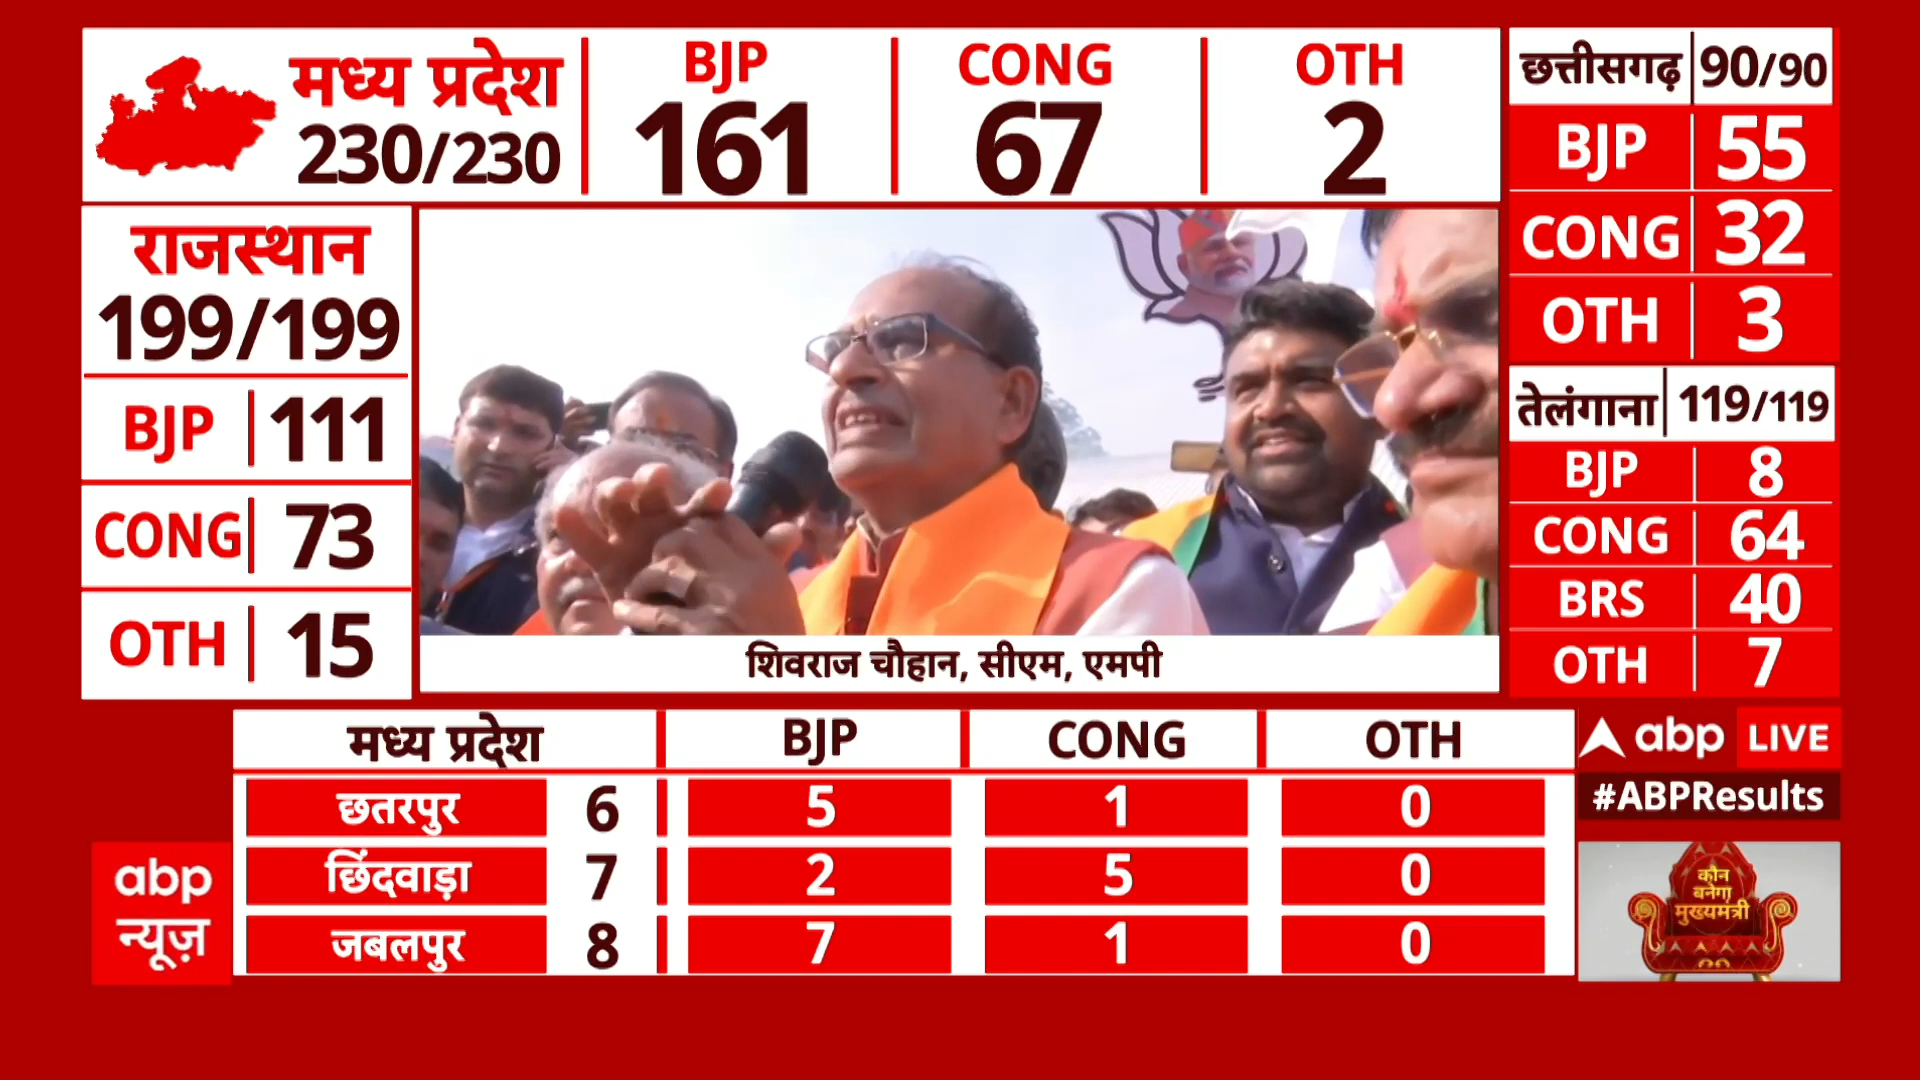 मध्य प्रदेश
230/230
BJP
161
CONG
67
OTH
2
छत्तीसगढ़ 90/90
BJP 55
CONG 32
OTH 3
राजस्थान
199/199
BJP 111
CONG 73
OTH 15
तेलंगाना 119/119
BJP 8
CONG 64
BRS 40
OTH 7
शिवराज चौहान, सीएम, एमपी
मध्य प्रदेश BJP CONG OTH
छतरपुर 6 5 1 0
छिंदवाड़ा 7 2 5 0
जबलपुर 8 7 1 0
abp LIVE
#ABPResults
abp
न्यूज़
कौन
बनेगा
मुख्यमंत्री